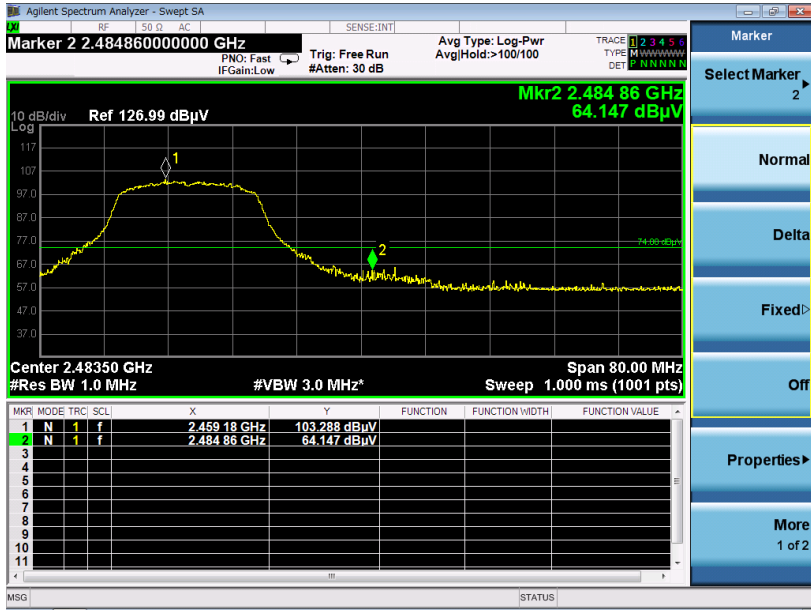 Agilent Spectrum Analyzer - Swept SA
LXI RF 50 Ω AC SENSE:INT
Marker 2 2.484860000000 GHz
PNO: Fast
IFGain:Low
Trig: Free Run
#Atten: 30 dB
Avg Type: Log-Pwr
Avg|Hold:>100/100
TRACE 1 2 3 4 5 6
TYPE M WWWWW
DET P N N N N N
Mkr2 2.484 86 GHz
64.147 dBµV
10 dB/div Ref 126.99 dBµV
Log
117
107
97.0
87.0
77.0
67.0
57.0
47.0
37.0
1
2
74.00 dBµV
Center 2.48350 GHz Span 80.00 MHz
#Res BW 1.0 MHz #VBW 3.0 MHz* Sweep 1.000 ms (1001 pts)
MKR MODE TRC SCL X Y FUNCTION FUNCTION WIDTH FUNCTION VALUE
1 N 1 f 2.459 18 GHz 103.288 dBµV
2 N 1 f 2.484 86 GHz 64.147 dBµV
3
4
5
6
7
8
9
10
11
MSG STATUS
Marker
Select Marker
2
Normal
Delta
Fixed
Off
Properties
More
1 of 2